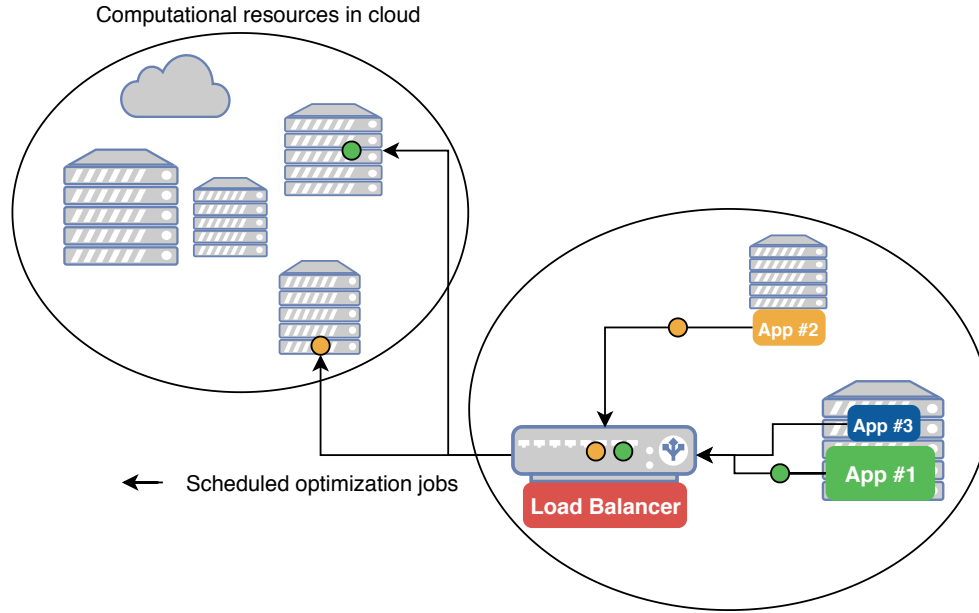 Computational resources in cloud
App #2
App #3
App #1
Load Balancer
Scheduled optimization jobs